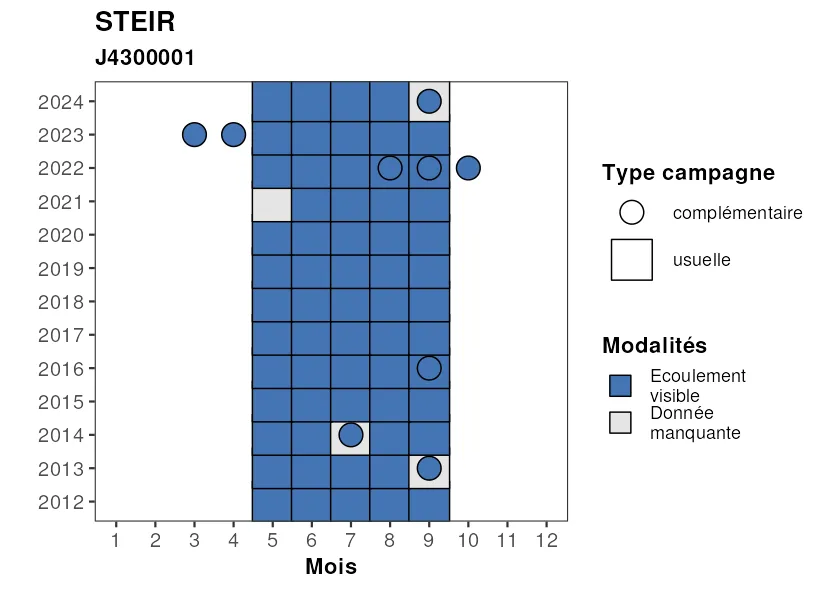 STEIR
J4300001
2024
2023
2022
2021
2020
2019
2018
2017
2016
2015
2014
2013
2012
1 2 3 4 5 6 7 8 9 10 11 12
Mois
Type campagne
complémentaire
usuelle
Modalités
Ecoulement
visible
Donnée
manquante